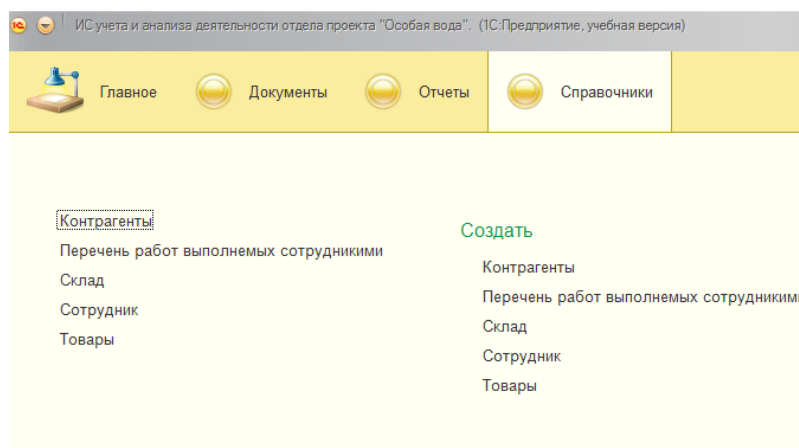 1С ИС учета и анализа деятельности отдела проекта "Особая вода". (1С:Предприятие, учебная версия)
Главное Документы Отчеты Справочники
Контрагенты
Перечень работ выполнемых сотрудникими
Склад
Сотрудник
Товары
Создать
Контрагенты
Перечень работ выполнемых сотрудникими
Склад
Сотрудник
Товары